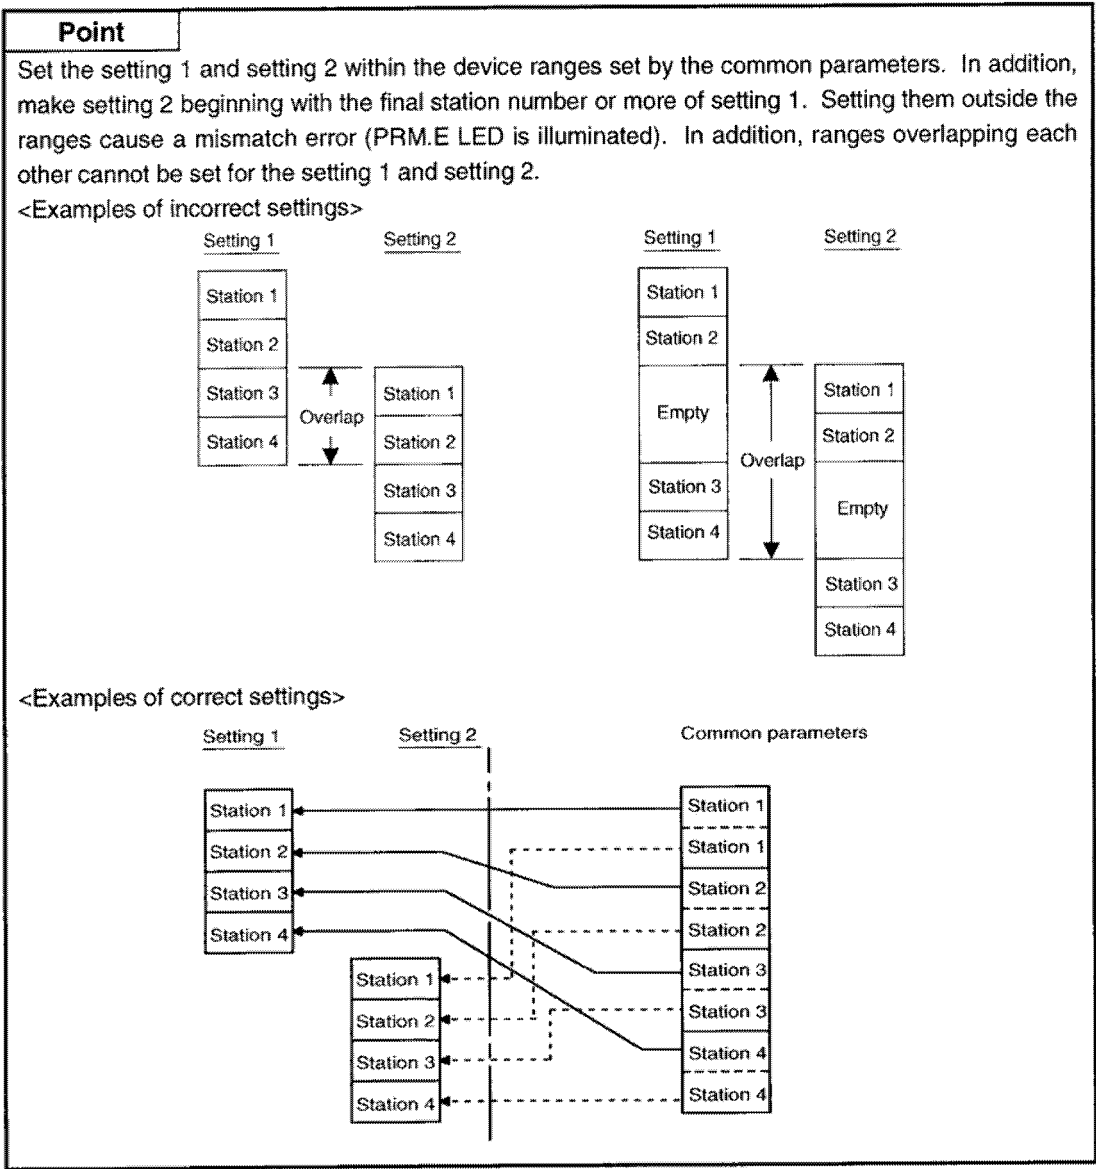 Point
Set the setting 1 and setting 2 within the device ranges set by the common parameters. In addition,
make setting 2 beginning with the final station number or more of setting 1. Setting them outside the
ranges cause a mismatch error (PRM.E LED is illuminated). In addition, ranges overlapping each
other cannot be set for the setting 1 and setting 2.
<Examples of incorrect settings>
Setting 1
Setting 2
Station 1
Station 2
Station 3
Station 4
Overlap
Station 1
Station 2
Station 3
Station 4
Setting 1
Setting 2
Station 1
Station 2
Empty
Station 3
Station 4
Overlap
Station 1
Station 2
Empty
Station 3
Station 4
<Examples of correct settings>
Setting 1
Setting 2
Common parameters
Station 1
Station 2
Station 3
Station 4
Station 1
Station 2
Station 3
Station 4
Station 1
Station 1
Station 2
Station 2
Station 3
Station 3
Station 4
Station 4